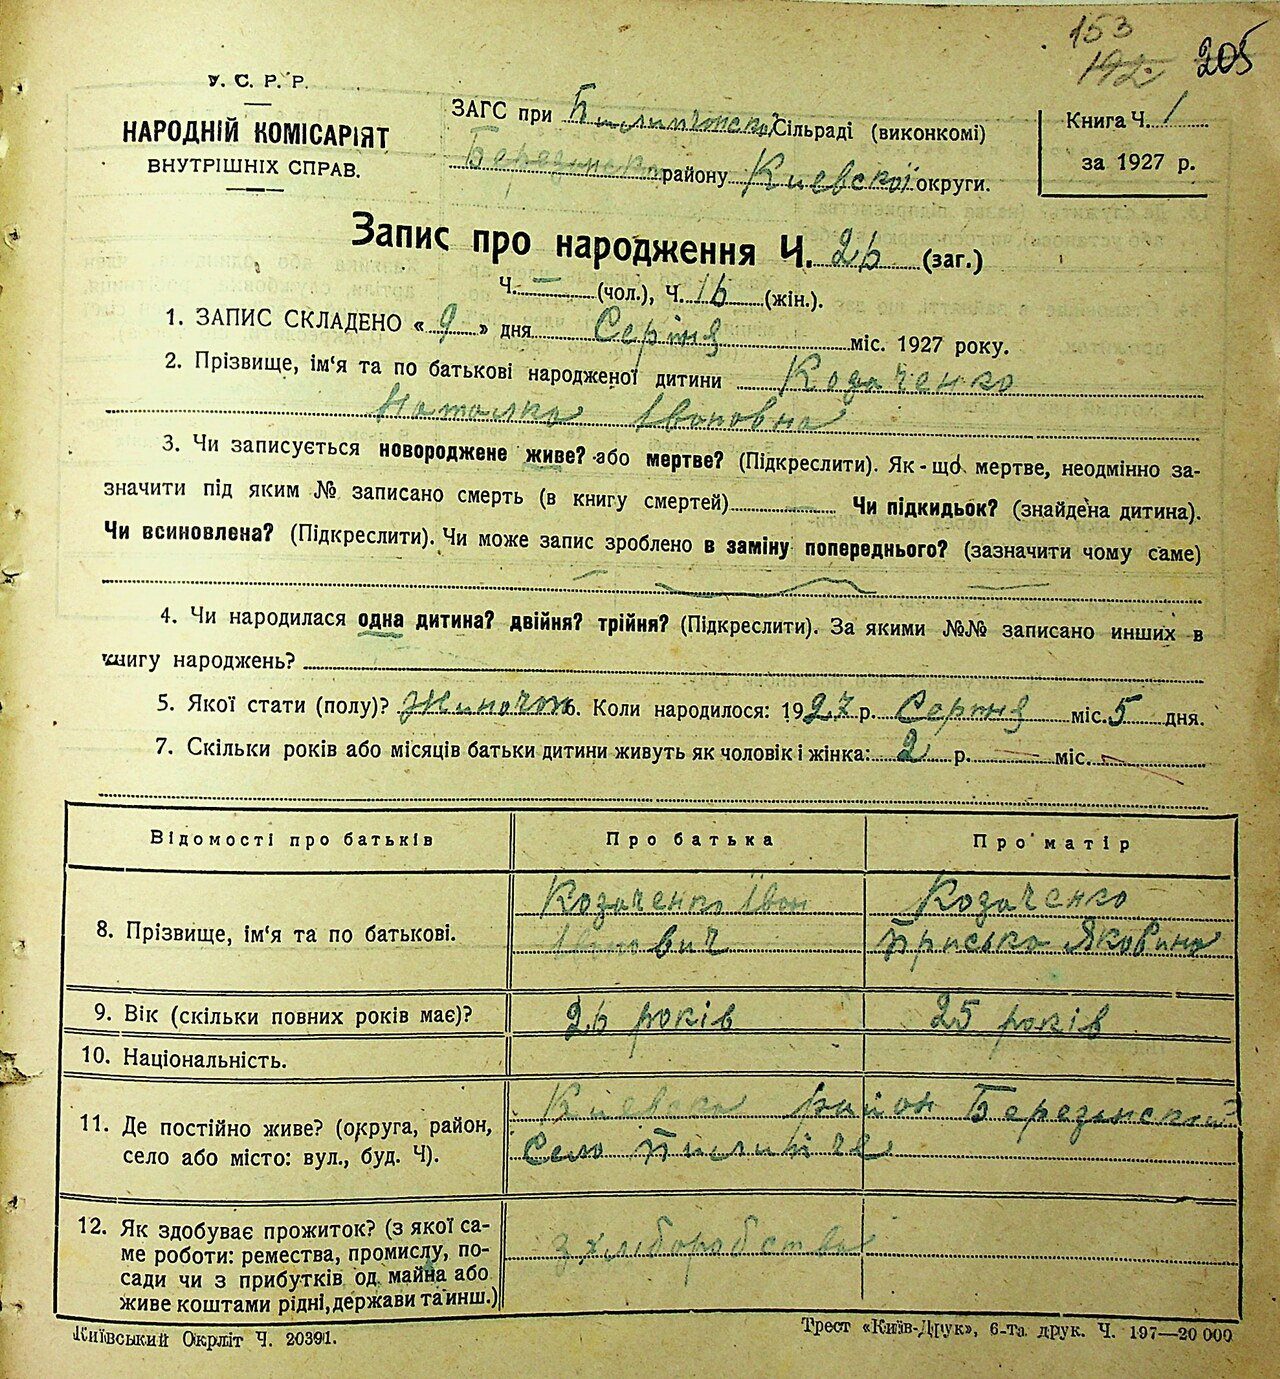 153
192 205
У. С. Р. Р.
НАРОДНІЙ КОМІСАРІЯТ
ВНУТРІШНІХ СПРАВ.
ЗАГС при Сільраді (виконкомі)
району Киевской округи.
Книга Ч. 1
за 1927 р.
Запис про народження Ч. 26 (заг.)
Ч. — (чол.), Ч. 16 (жін.).
1. ЗАПИС СКЛАДЕНО « 9 » дня Серпня міс. 1927 року.
2. Прізвище, ім'я та по батькові народженої дитини Козаченко
Наталка Івановна
3. Чи записується новороджене живе? або мертве? (Підкреслити). Як-що мертве, неодмінно за-
значити під яким № записано смерть (в книгу смертей) — Чи підкидьок? (знайдена дитина).
Чи всиновлена? (Підкреслити). Чи може запис зроблено в заміну попереднього? (зазначити чому саме)
4. Чи народилася одна дитина? двійня? трійня? (Підкреслити). За якими №№ записано инших в
книгу народжень?
5. Якої стати (полу)? 6. Коли народилося: 1927 р. Серпня міс. 5 дня.
7. Скільки років або місяців батьки дитини живуть як чоловік і жінка: 2 р. — міс.
Відомості про батьків Про батька Про матір
8. Прізвище, ім'я та по батькові. Козаченко Іван Козаченко
Іванович Приська Яковина
9. Вік (скільки повних років має)? 26 років 25 років
10. Національність.
11. Де постійно живе? (округа, район, Киевска район
село або місто: вул., буд. Ч). Село
12. Як здобуває прожиток? (з якої са-
ме роботи: ремества, промислу, по- з хліборобства
сади чи з прибутків од майна або
живе коштами рідні, держави та инш.)
Київський Окрліт Ч. 20391. Трест «Київ-Друк», 6-та друк. Ч. 197—20 000